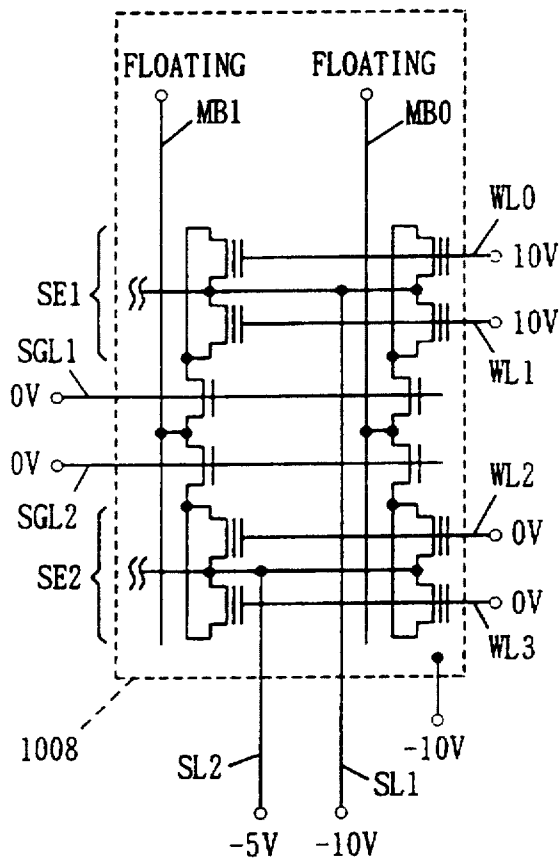 FLOATING FLOATING
MB1 MB0
WL0
10V
SE1
10V
SGL1
WL1
0V
0V
WL2
SGL2
0V
SE2
0V
WL3
1008
-10V
SL2 SL1
-5V -10V